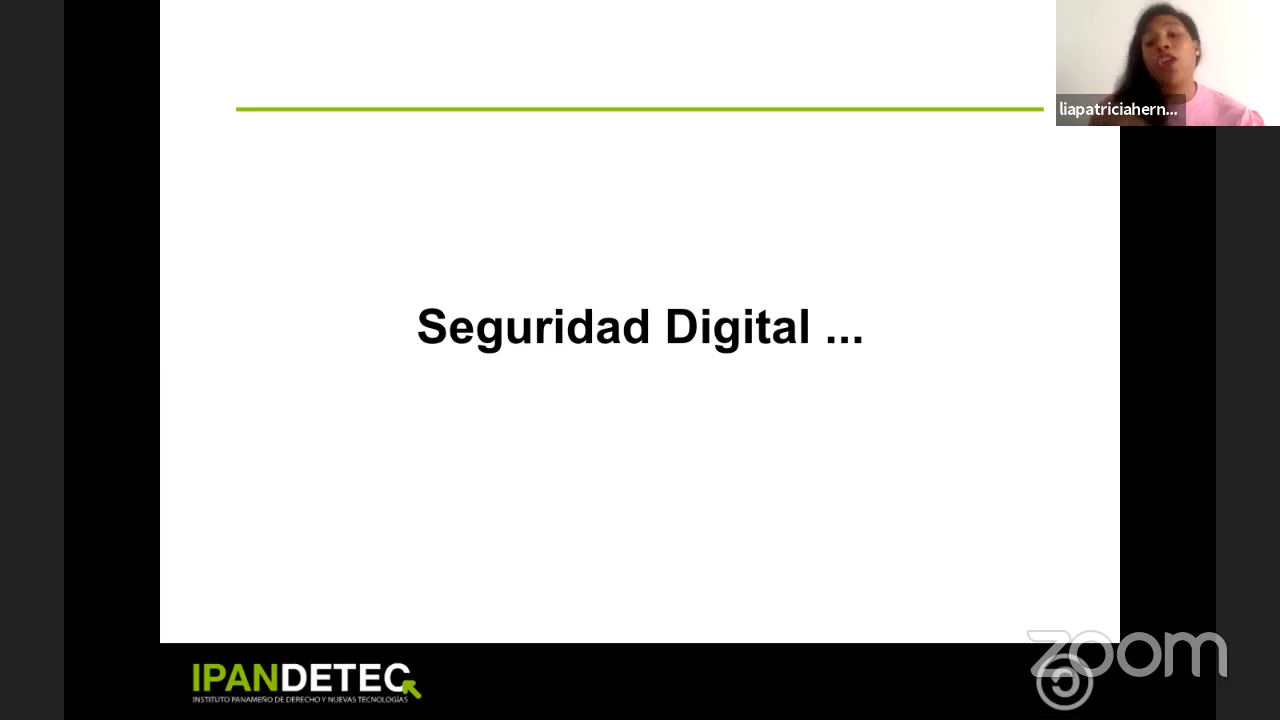 liapatriciahern...
Seguridad Digital ...
IPANDETEC
INSTITUTO PANAMEÑO DE DERECHO Y NUEVAS TECNOLOGÍAS
zoom